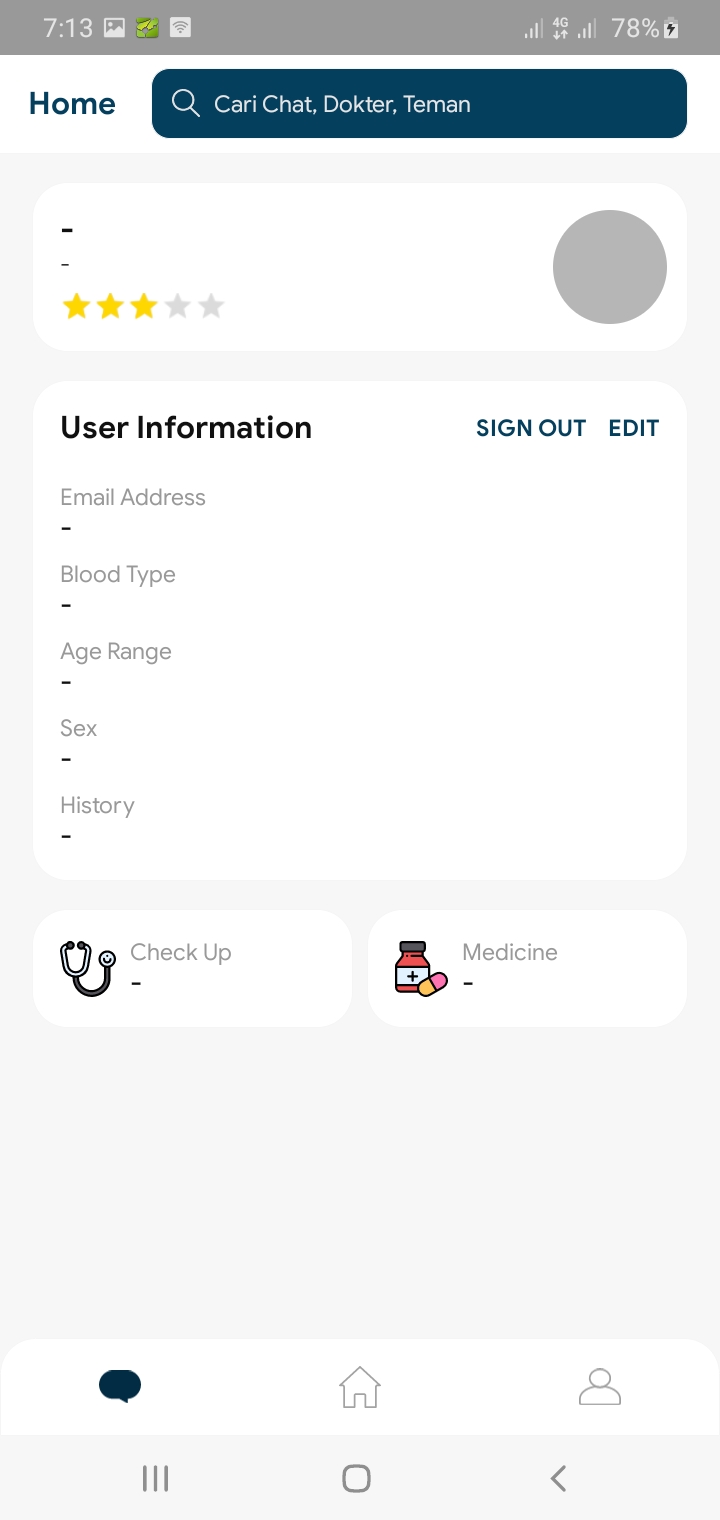 7:13 4G 78%
Home Cari Chat, Dokter, Teman
-
-
User Information SIGN OUT EDIT
Email Address
-
Blood Type
-
Age Range
-
Sex
-
History
-
Check Up
-
Medicine
-